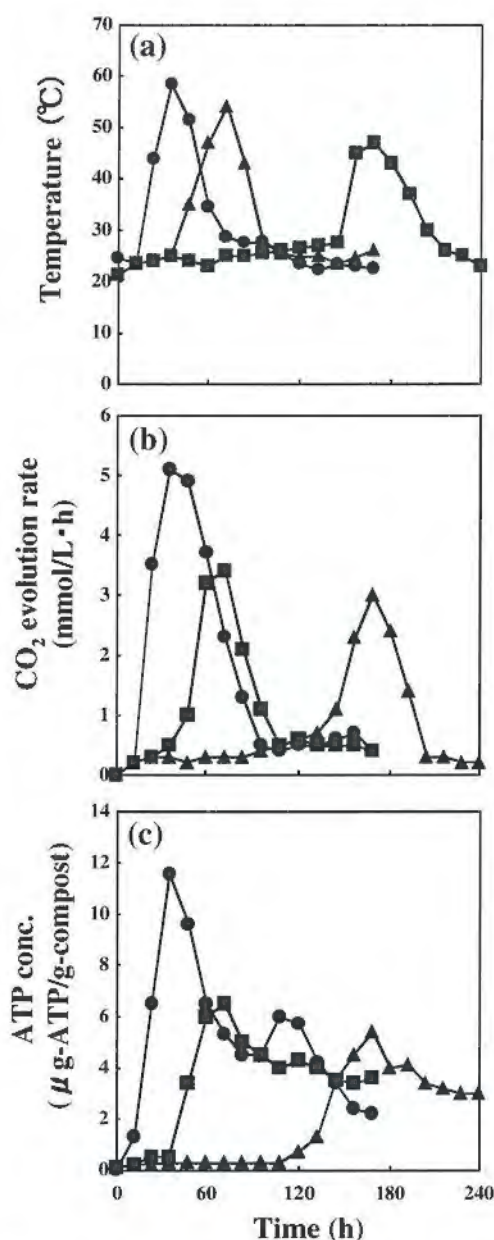 (a)
Temperature (℃)
70
60
50
40
30
20
10
0
(b)
CO₂ evolution rate
(mmol/L・h)
6
5
4
3
2
1
0
(c)
ATP conc.
(μg-ATP/g-compost)
14
12
10
8
6
4
2
0
0 60 120 180 240
Time (h)